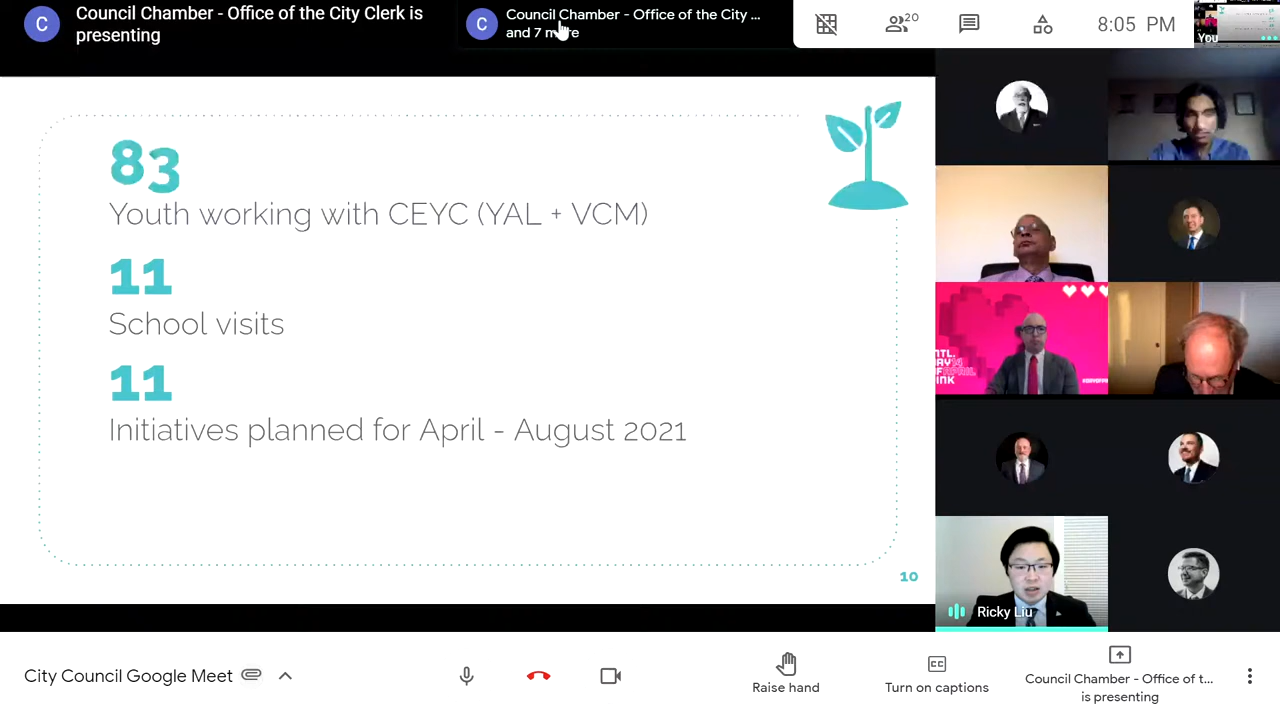 Council Chamber - Office of the City Clerk is
presenting
C
C
Council Chamber - Office of the City ...
and 7 more
20
8:05 PM
You
83
Youth working with CEYC (YAL + VCM)
11
School visits
11
Initiatives planned for April - August 2021
10
Ricky Liu
City Council Google Meet
Raise hand
CC
Turn on captions
Council Chamber - Office of t...
is presenting